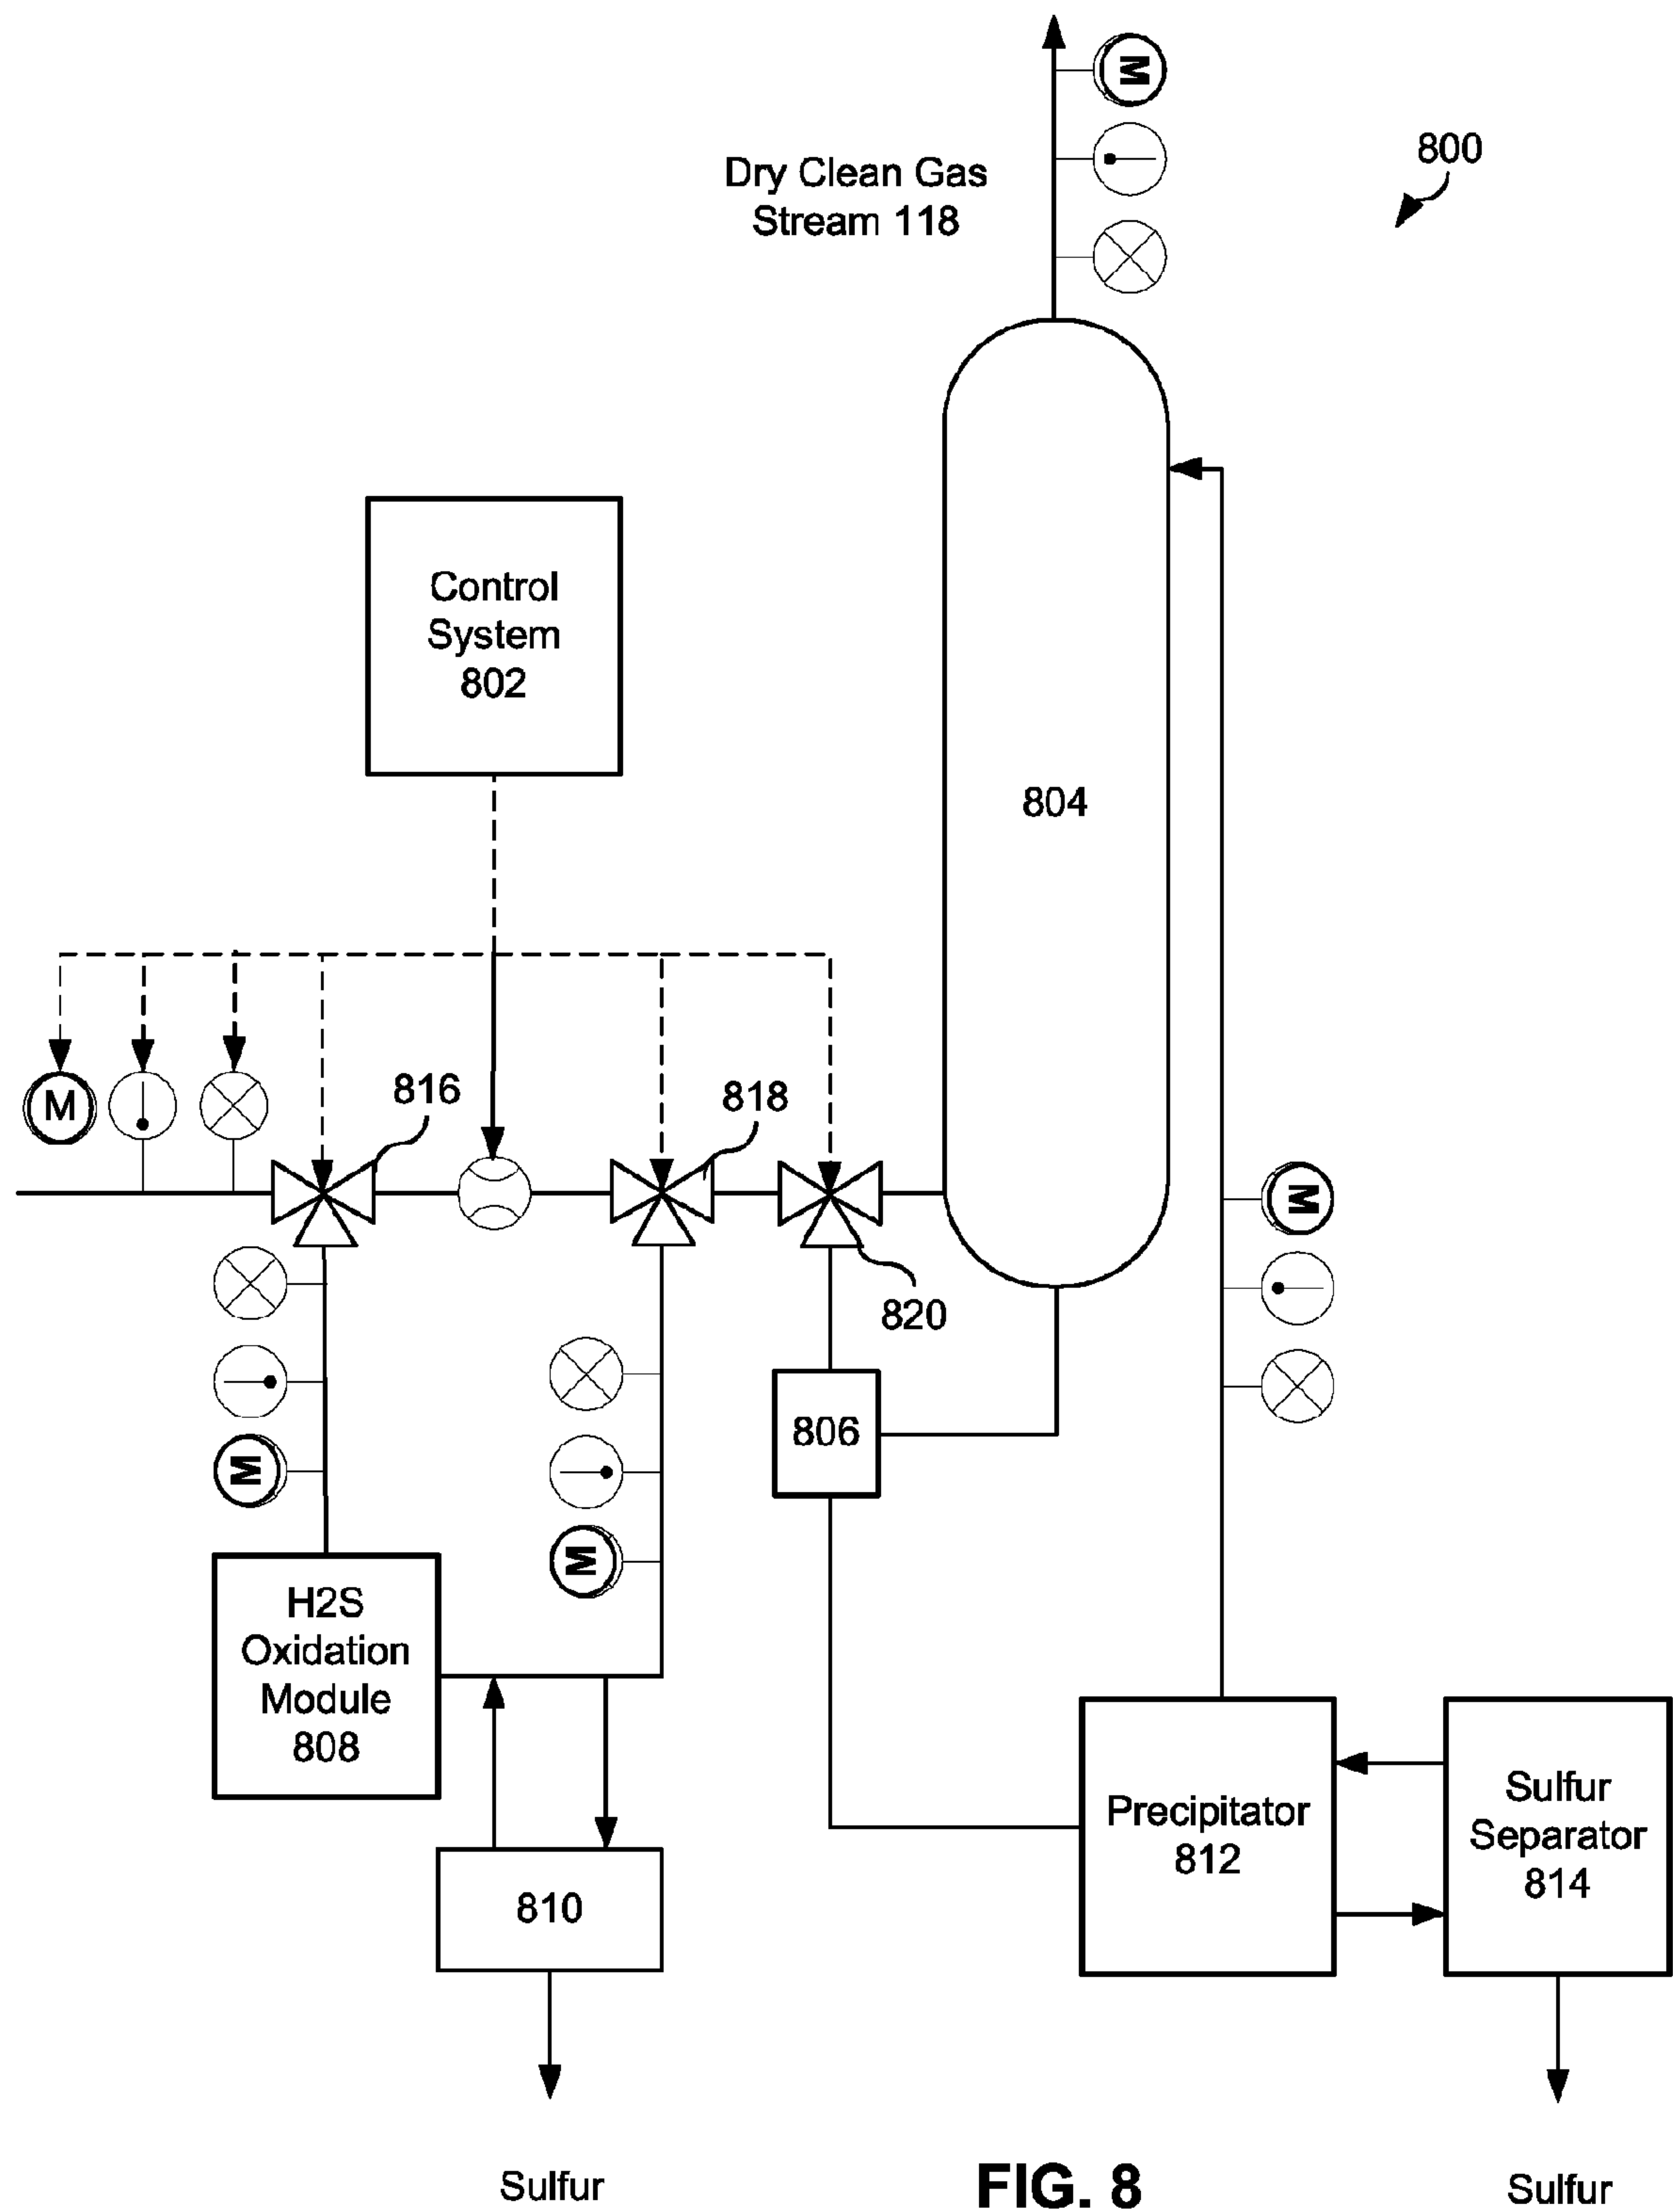 M
800
Dry Clean Gas
Stream 118
Control
System
802
804
M
816
818
820
M
806
M
M
H2S
Oxidation
Module
808
810
Precipitator
812
Sulfur
Separator
814
Sulfur
FIG. 8
Sulfur